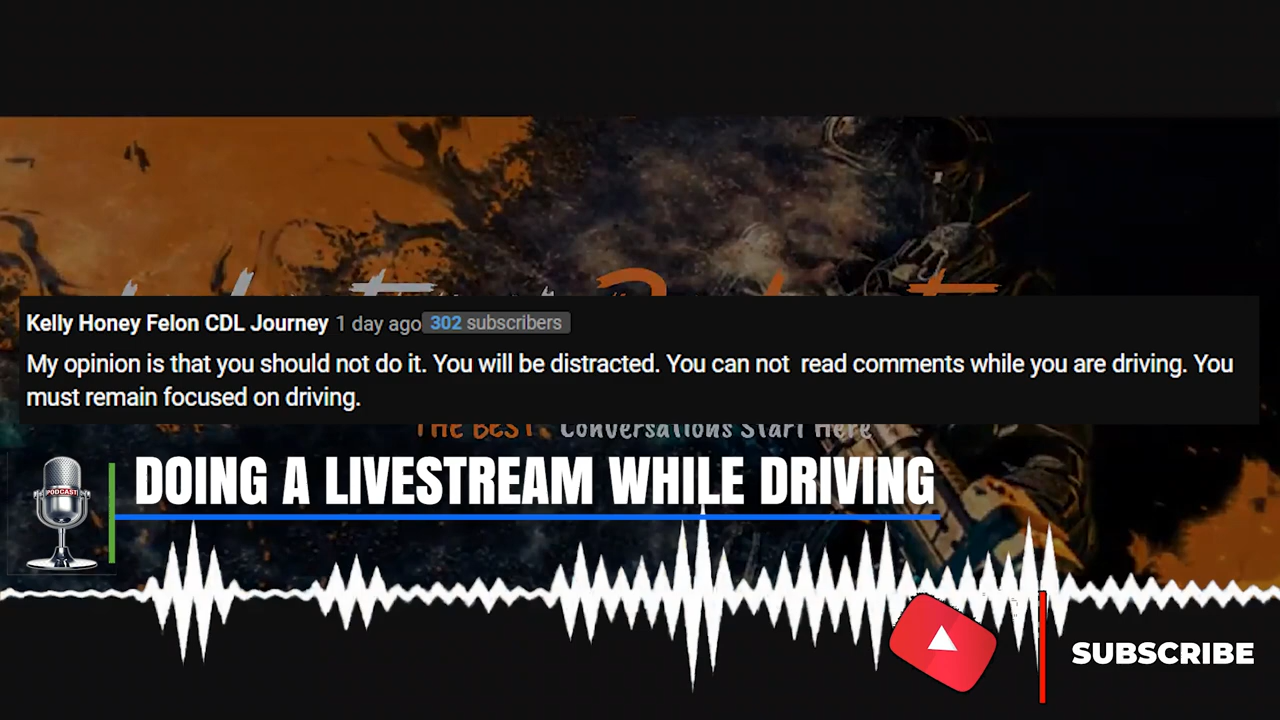 Kelly Honey Felon CDL Journey 1 day ago 302 subscribers
My opinion is that you should not do it. You will be distracted. You can not  read comments while you are driving. You
must remain focused on driving.
THE BEST. Conversations Start Here
PODCAST
DOING A LIVESTREAM WHILE DRIVING
SUBSCRIBE